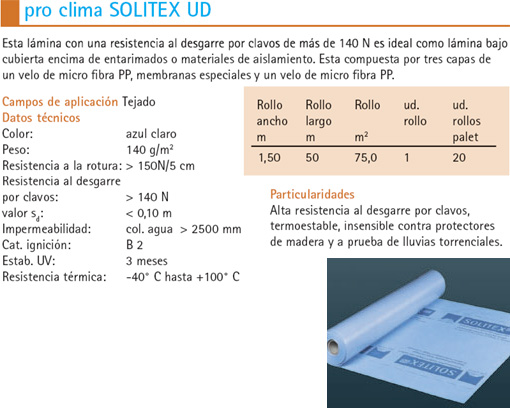 pro clima SOLITEX UD
Esta lámina con una resistencia al desgarre por clavos de más de 140 N es ideal como lámina bajo
cubierta encima de entarimados o materiales de aislamiento. Esta compuesta por tres capas de
un velo de micro fibra PP, membranas especiales y un velo de micro fibra PP.
Campos de aplicación Tejado
Datos técnicos
Color: azul claro
Peso: 140 g/m²
Resistencia a la rotura: > 150N/5 cm
Resistencia al desgarre
por clavos: > 140 N
valor sd: < 0,10 m
Impermeabilidad: col. agua > 2500 mm
Cat. ignición: B 2
Estab. UV: 3 meses
Resistencia térmica: -40° C hasta +100° C
Rollo Rollo Rollo ud. ud.
ancho largo rollo rollos
m m m² palet
1,50 50 75,0 1 20
Particularidades
Alta resistencia al desgarre por clavos,
termoestable, insensible contra protectores
de madera y a prueba de lluvias torrenciales.
SOLITEX UD
SOLITEX